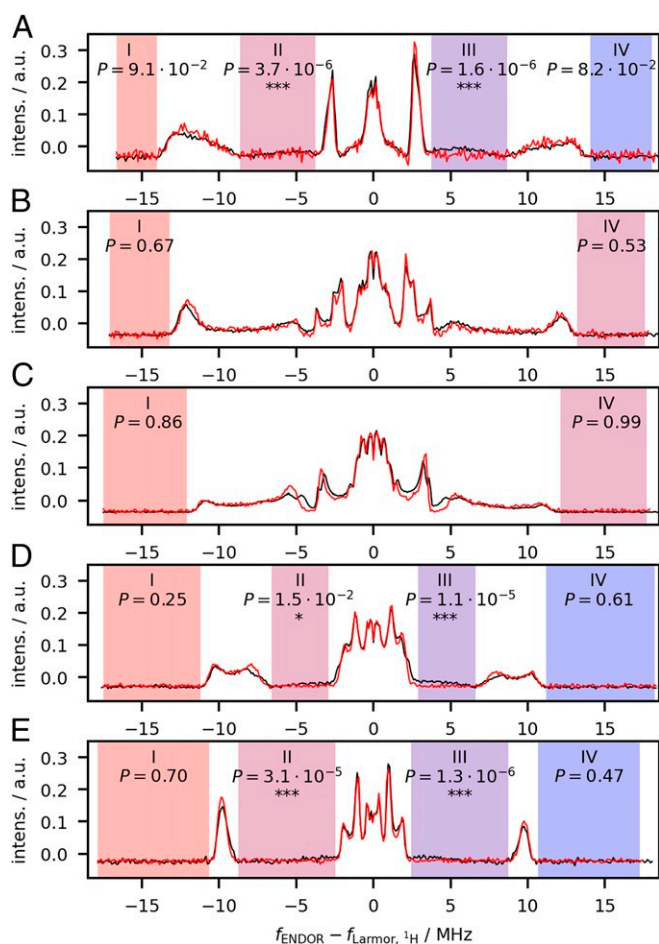 A
I II III IV
P = 9.1 · 10⁻² P = 3.7 · 10⁻⁶ P = 1.6 · 10⁻⁶ P = 8.2 · 10⁻²
*** ***
intens. / a.u.
0.3
0.2
0.1
0.0
−15 −10 −5 0 5 10 15
B
I IV
P = 0.67 P = 0.53
intens. / a.u.
0.3
0.2
0.1
0.0
−15 −10 −5 0 5 10 15
C
I IV
P = 0.86 P = 0.99
intens. / a.u.
0.3
0.2
0.1
0.0
−15 −10 −5 0 5 10 15
D
I II III IV
P = 0.25 P = 1.5 · 10⁻² P = 1.1 · 10⁻⁵ P = 0.61
* ***
intens. / a.u.
0.3
0.2
0.1
0.0
−15 −10 −5 0 5 10 15
E
I II III IV
P = 0.70 P = 3.1 · 10⁻⁵ P = 1.3 · 10⁻⁶ P = 0.47
*** ***
intens. / a.u.
0.3
0.2
0.1
0.0
−15 −10 −5 0 5 10 15
f_ENDOR − f_Larmor, ¹H / MHz